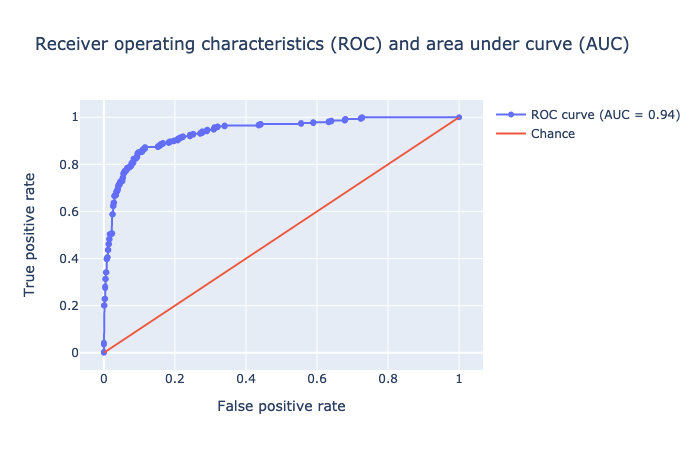 Receiver operating characteristics (ROC) and area under curve (AUC)
ROC curve (AUC = 0.94)
Chance
True positive rate
1
0.8
0.6
0.4
0.2
0
0 0.2 0.4 0.6 0.8 1
False positive rate